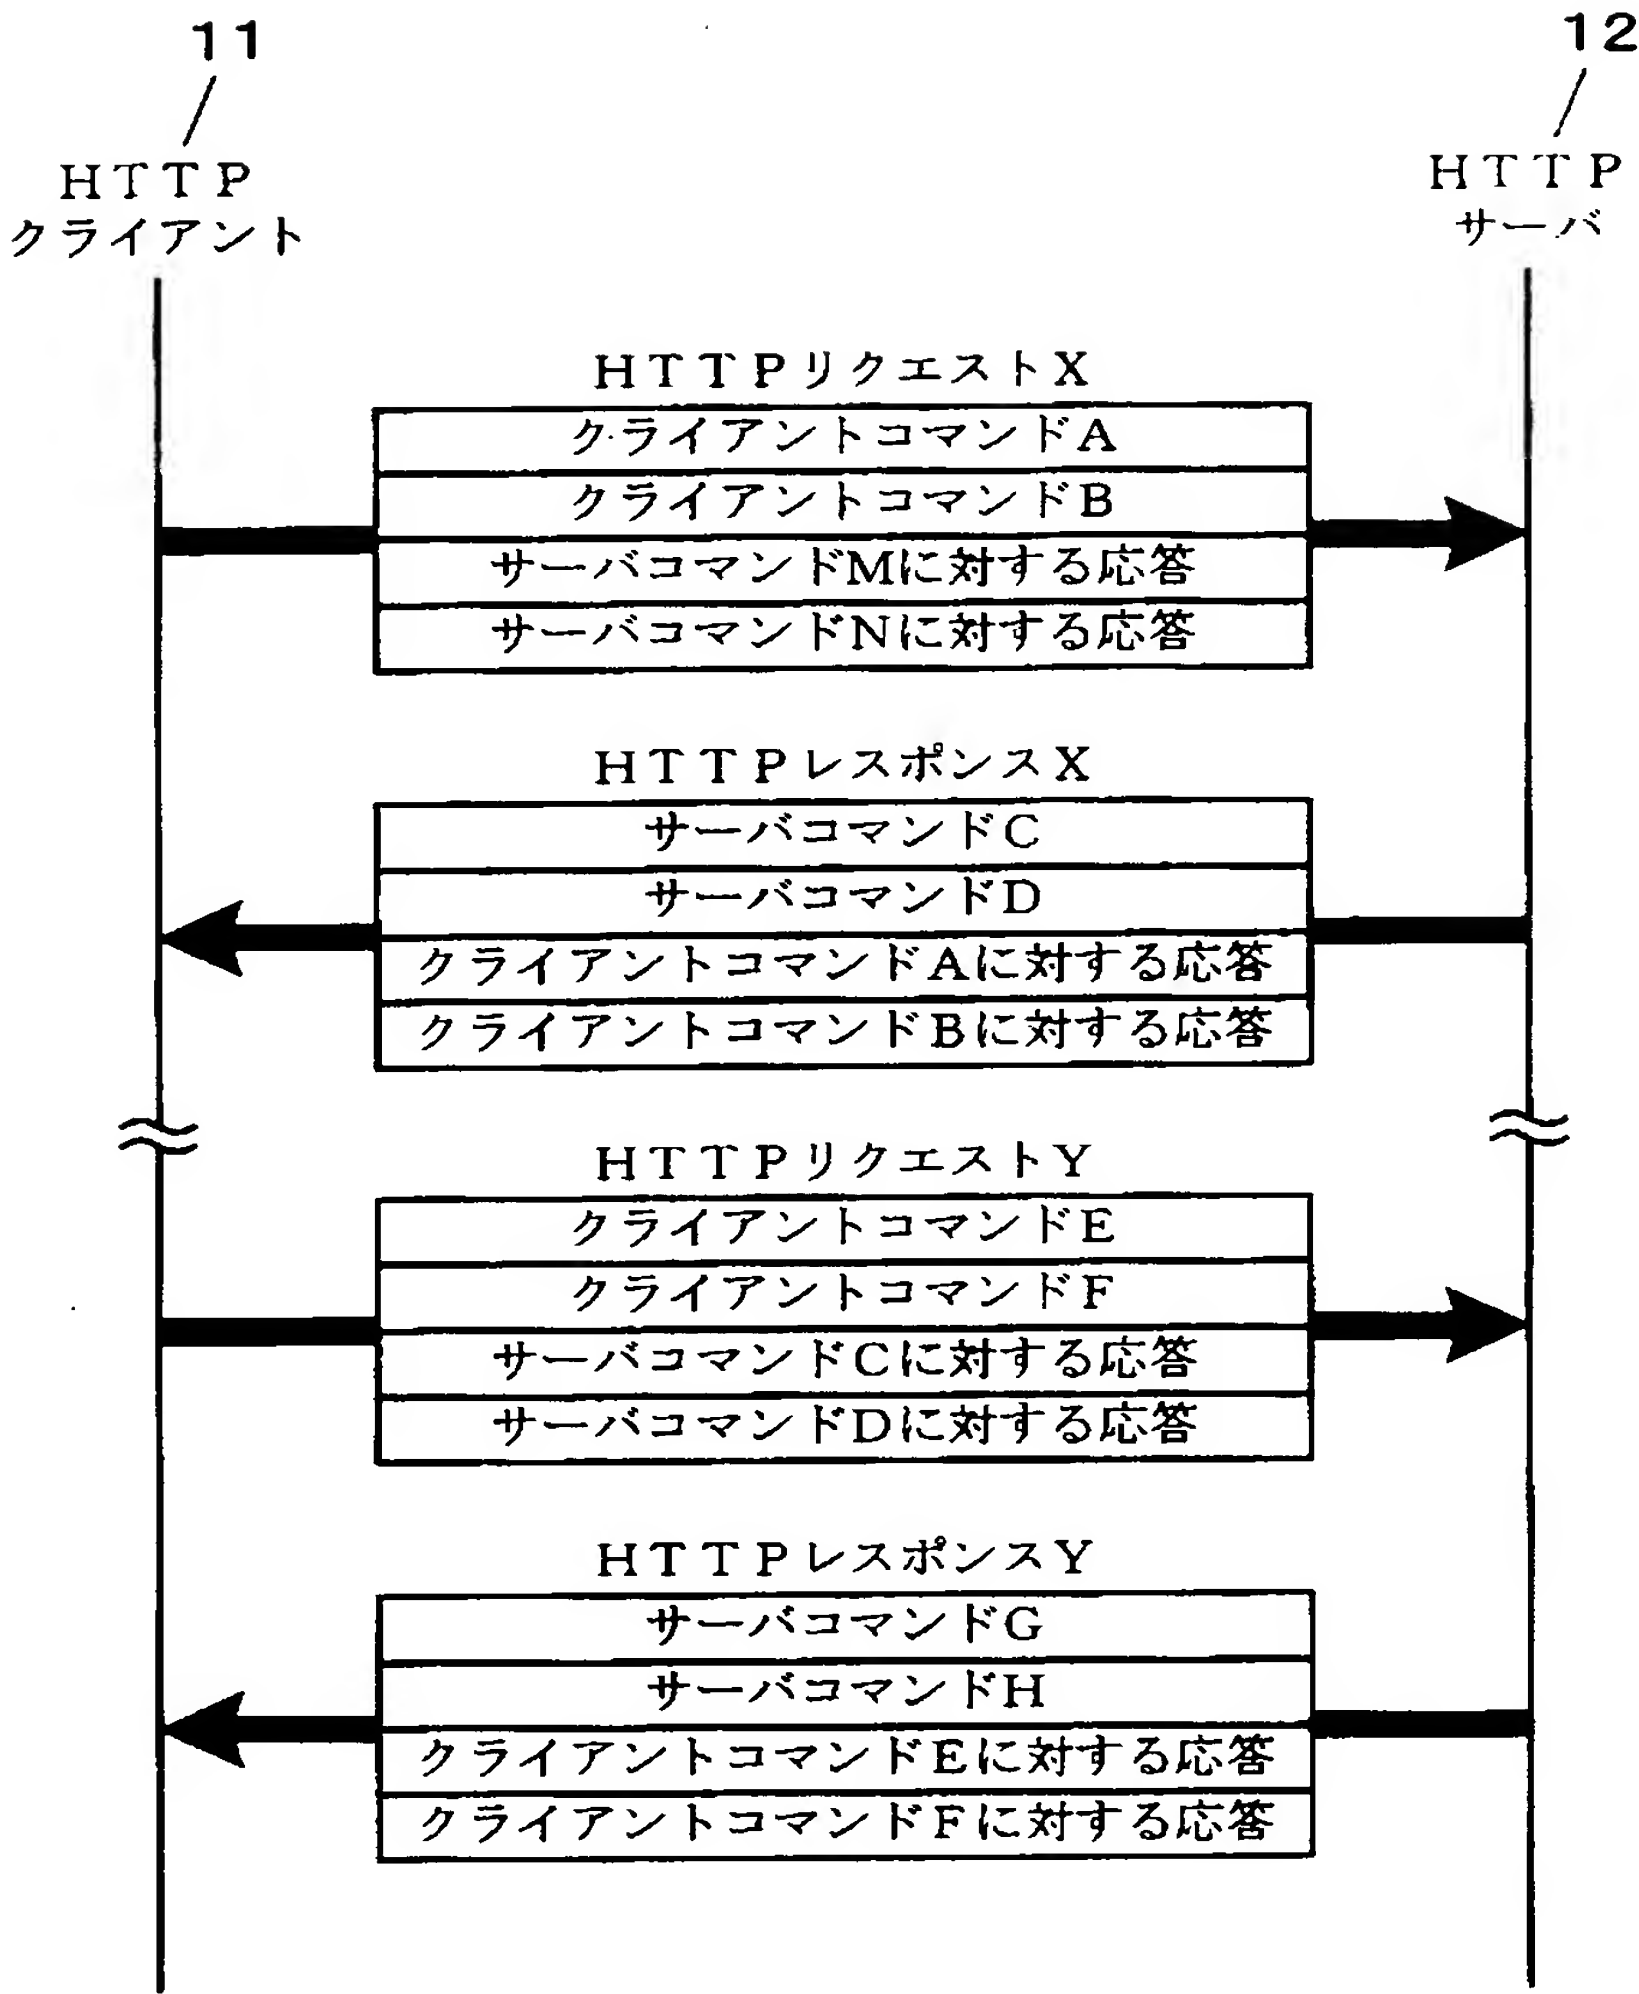 11
12
HTTP
クライアント
HTTP
サーバ
HTTPリクエストX
クライアントコマンドA
クライアントコマンドB
サーバコマンドMに対する応答
サーバコマンドNに対する応答
HTTPレスポンスX
サーバコマンドC
サーバコマンドD
クライアントコマンドAに対する応答
クライアントコマンドBに対する応答
HTTPリクエストY
クライアントコマンドE
クライアントコマンドF
サーバコマンドCに対する応答
サーバコマンドDに対する応答
HTTPレスポンスY
サーバコマンドG
サーバコマンドH
クライアントコマンドEに対する応答
クライアントコマンドFに対する応答